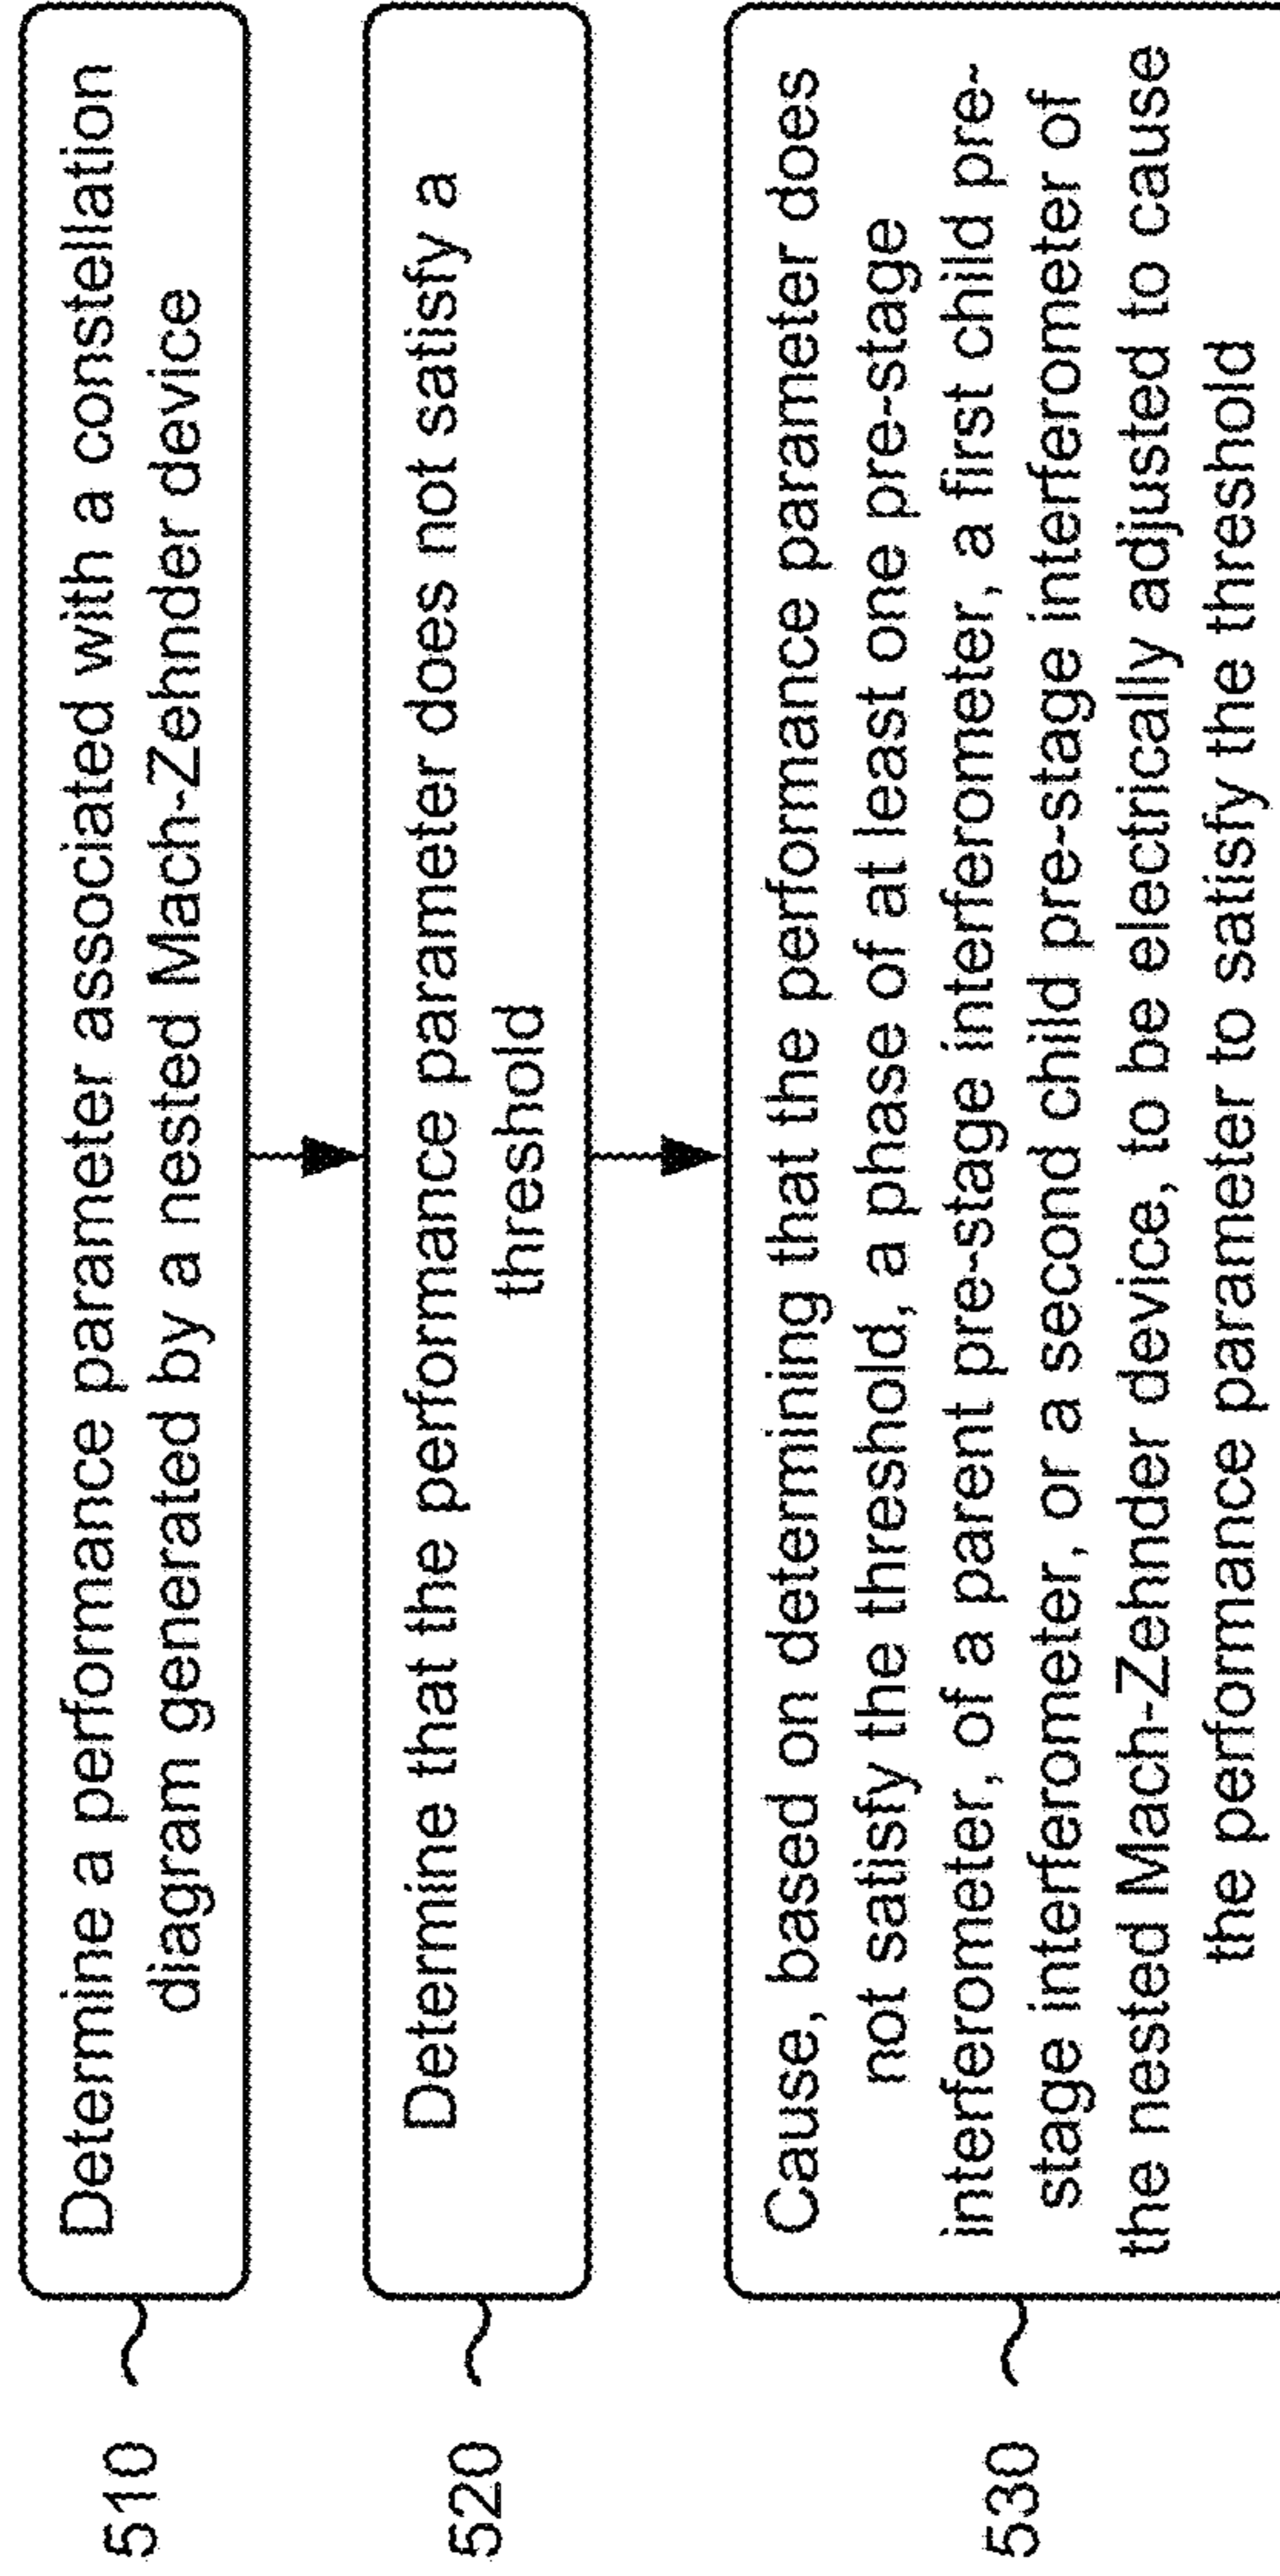 510
Determine a performance parameter associated with a constellation
diagram generated by a nested Mach-Zehnder device
520
Determine that the performance parameter does not satisfy a
threshold
530
Cause, based on determining that the performance parameter does
not satisfy the threshold, a phase of at least one pre-stage
interferometer, of a parent pre-stage interferometer, a first child pre-
stage interferometer, or a second child pre-stage interferometer of
the nested Mach-Zehnder device, to be electrically adjusted to cause
the performance parameter to satisfy the threshold